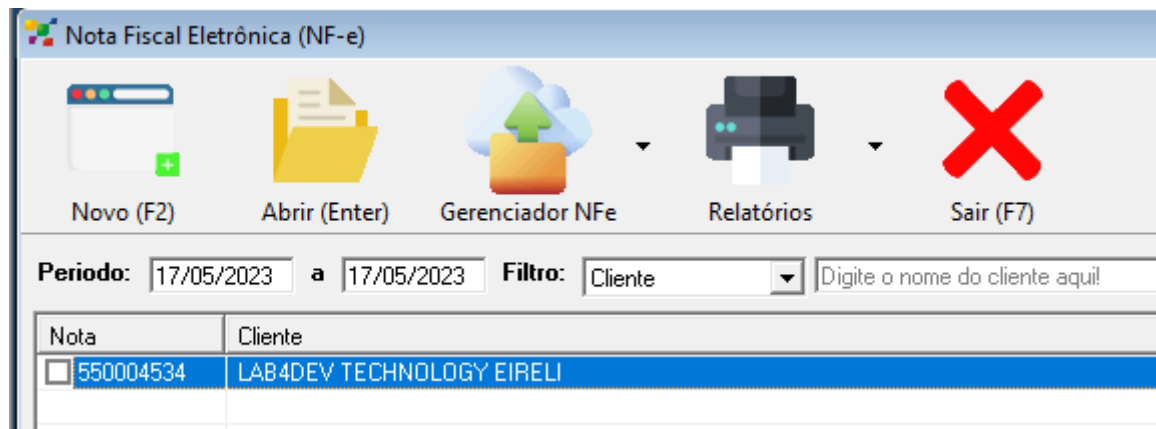 Nota Fiscal Eletrônica (NF-e)
Novo (F2) Abrir (Enter) Gerenciador NFe Relatórios Sair (F7)
Periodo: 17/05/2023 a 17/05/2023 Filtro: Cliente Digite o nome do cliente aqui!
Nota Cliente
550004534 LAB4DEV TECHNOLOGY EIRELI